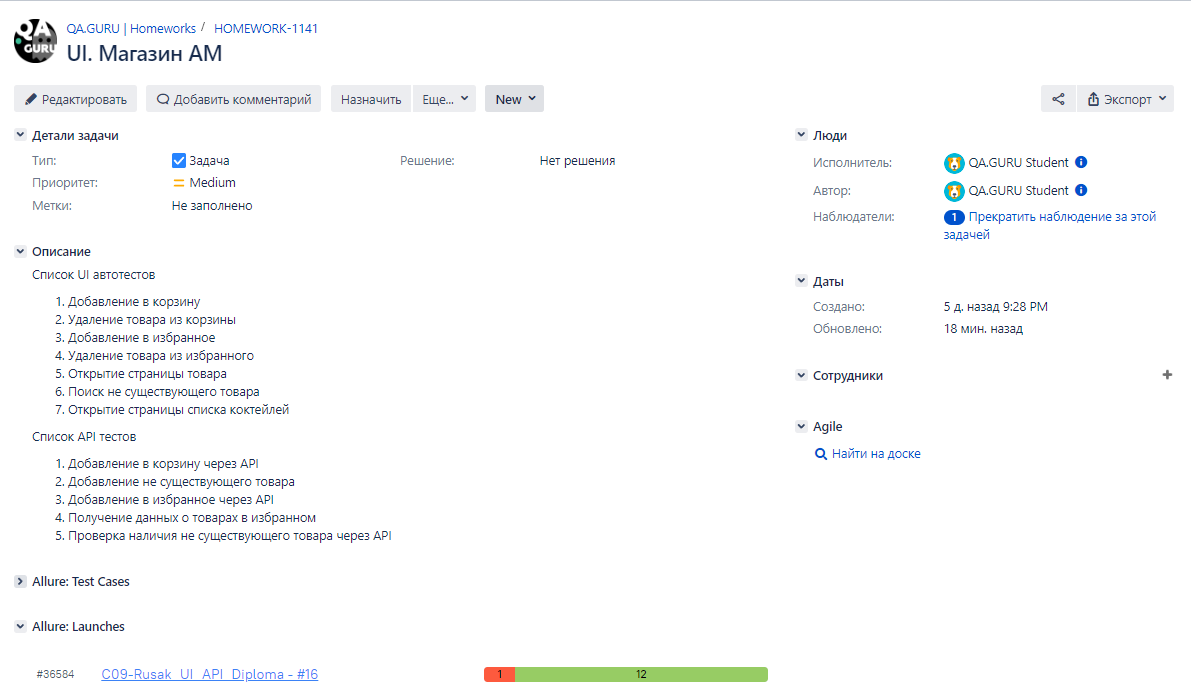 QA GURU
QA.GURU | Homeworks / HOMEWORK-1141
UI. Магазин АМ
Редактировать Добавить комментарий Назначить Еще... New Экспорт
Детали задачи
Тип: Задача Решение: Нет решения
Приоритет: Medium
Метки: Не заполнено
Описание
Список UI автотестов
1. Добавление в корзину
2. Удаление товара из корзины
3. Добавление в избранное
4. Удаление товара из избранного
5. Открытие страницы товара
6. Поиск не существующего товара
7. Открытие страницы списка коктейлей
Список API тестов
1. Добавление в корзину через API
2. Добавление не существующего товара
3. Добавление в избранное через API
4. Получение данных о товарах в избранном
5. Проверка наличия не существующего товара через API
Allure: Test Cases
Allure: Launches
#36584 C09-Rusak_UI_API_Diploma - #16 1 12
Люди
Исполнитель: QA.GURU Student
Автор: QA.GURU Student
Наблюдатели: 1 Прекратить наблюдение за этой
задачей
Даты
Создано: 5 д. назад 9:28 PM
Обновлено: 18 мин. назад
Сотрудники
Agile
Найти на доске